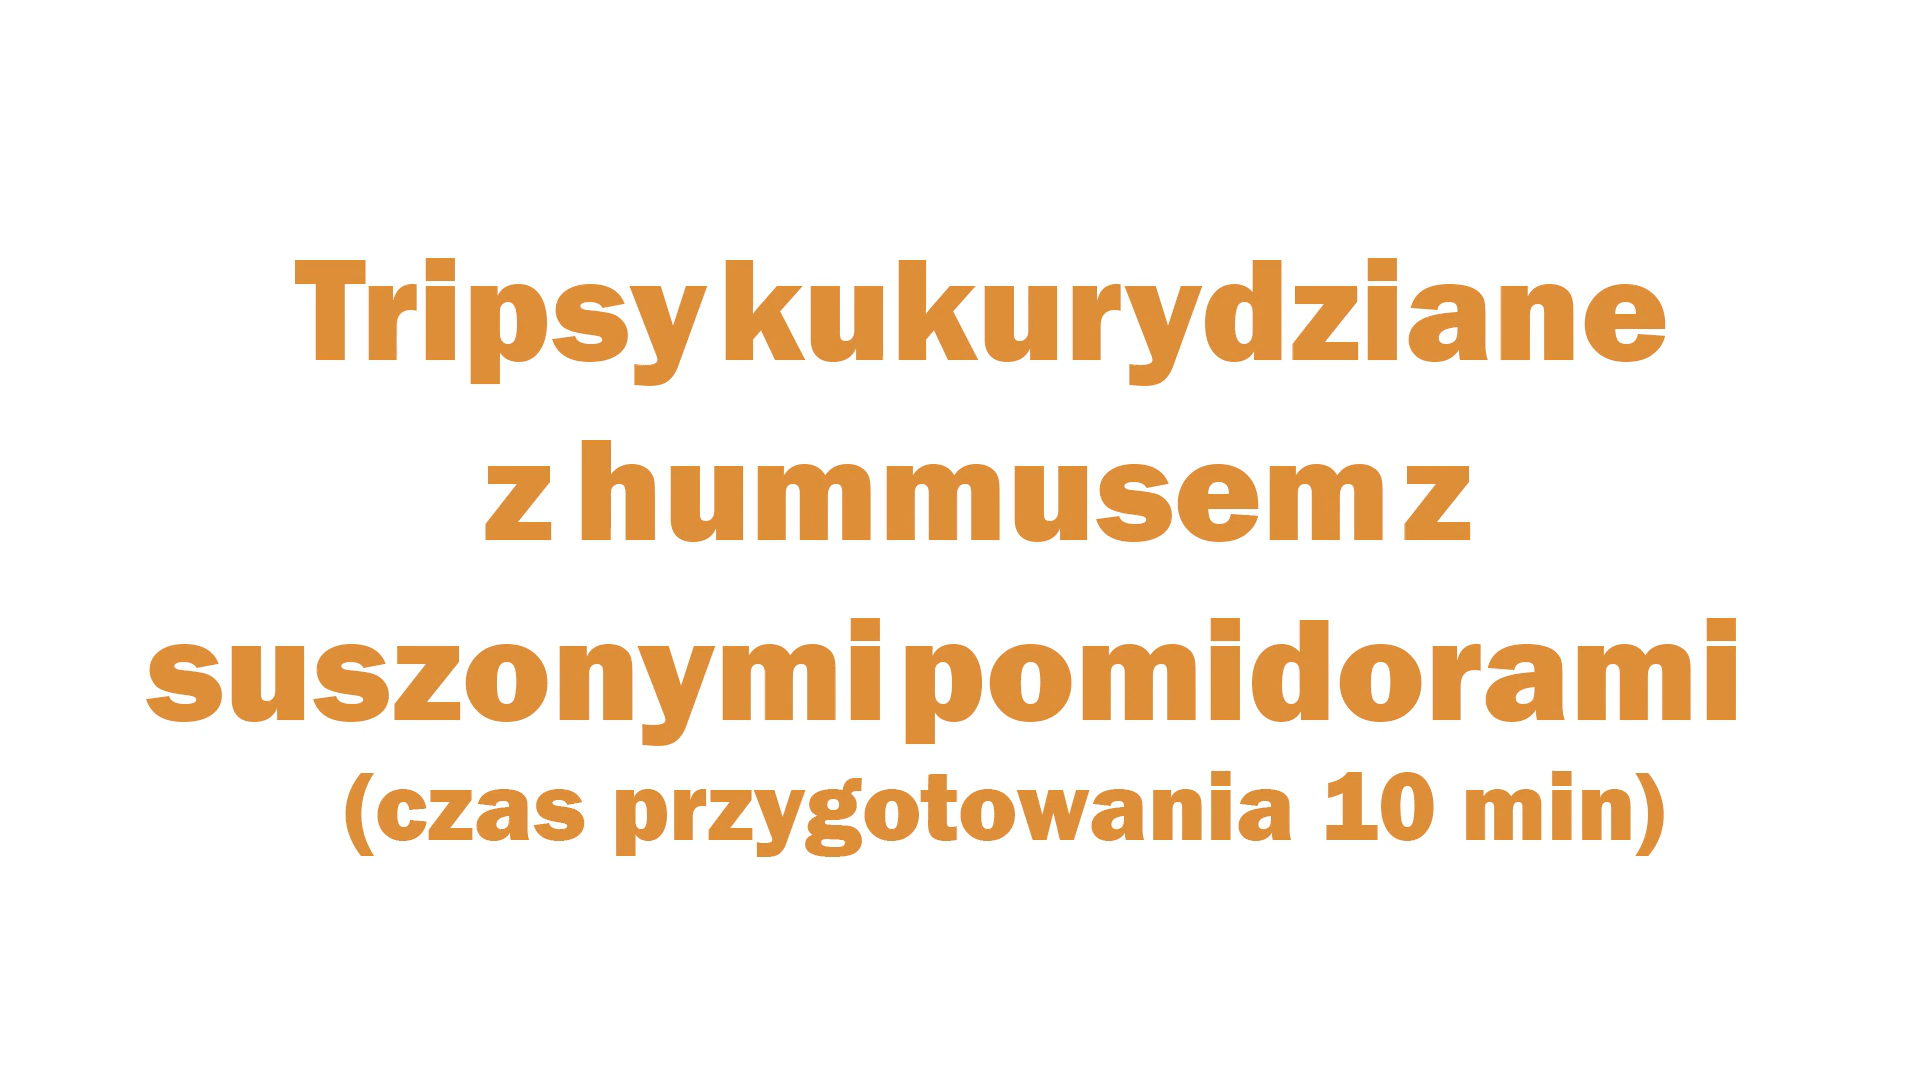 Tripsy kukurydziane
z hummusem z
suszonymi pomidorami
(czas przygotowania 10 min)